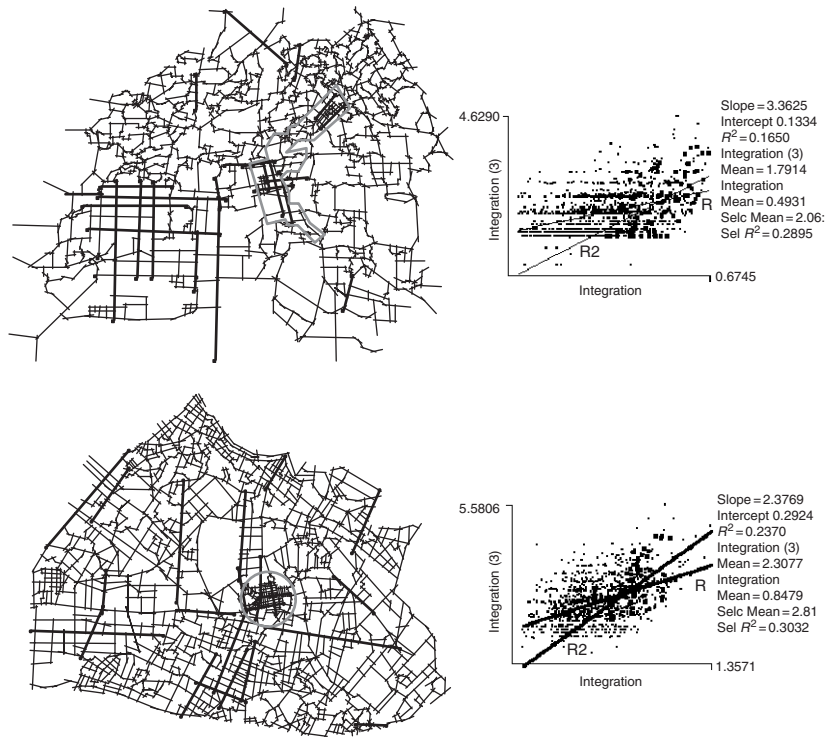 4.6290
Integration (3)
R
R2
0.6745
Integration
Slope = 3.3625
Intercept 0.1334
R² = 0.1650
Integration (3)
Mean = 1.7914
Integration
Mean = 0.4931
Selc Mean = 2.06:
Sel R² = 0.2895
5.5806
Integration (3)
R
R2
1.3571
Integration
Slope = 2.3769
Intercept 0.2924
R² = 0.2370
Integration (3)
Mean = 2.3077
Integration
Mean = 0.8479
Selc Mean = 2.81
Sel R² = 0.3032